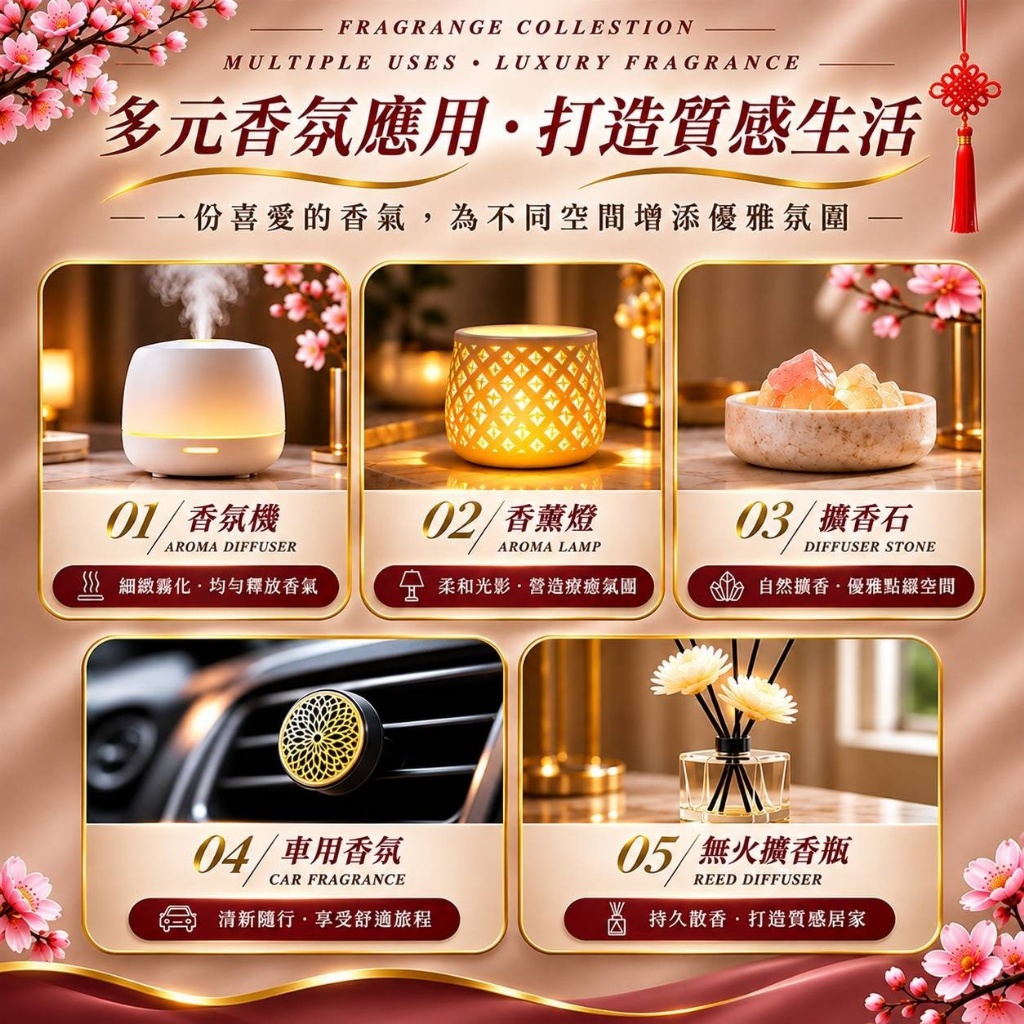 FRAGRANGE COLLESTION
MULTIPLE USES · LUXURY FRAGRANCE
多元香氛應用·打造質感生活
一份喜愛的香氣，為不同空間增添優雅氛圍
01/香氛機
AROMA DIFFUSER
細緻霧化·均勻釋放香氣
02/香薰燈
AROMA LAMP
柔和光影·營造療癒氛圍
03/擴香石
DIFFUSER STONE
自然擴香·優雅點綴空間
04/車用香氛
CAR FRAGRANCE
清新隨行·享受舒適旅程
05/無火擴香瓶
REED DIFFUSER
持久散香·打造質感居家